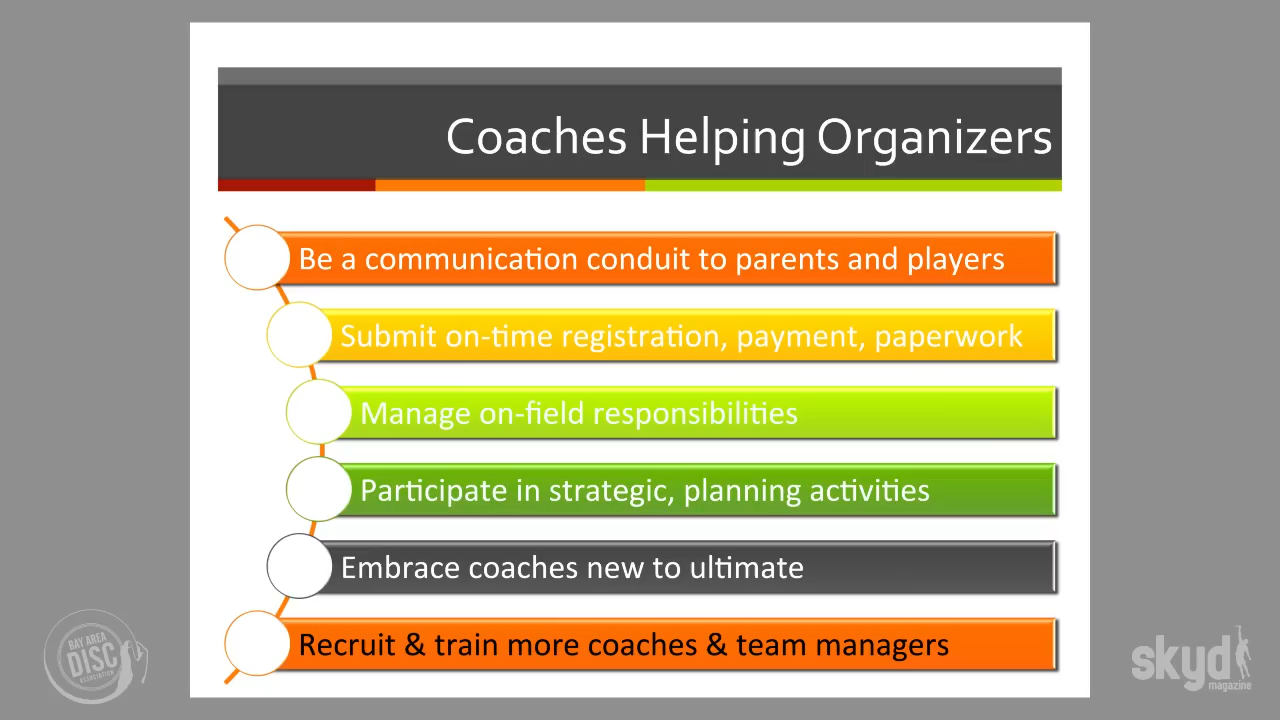 Coaches Helping Organizers
Be a communication conduit to parents and players
Submit on-time registration, payment, paperwork
Manage on-field responsibilities
Participate in strategic, planning activities
Embrace coaches new to ultimate
Recruit & train more coaches & team managers
BAY AREA
DISC
ASSOCIATION
skyd
magazine